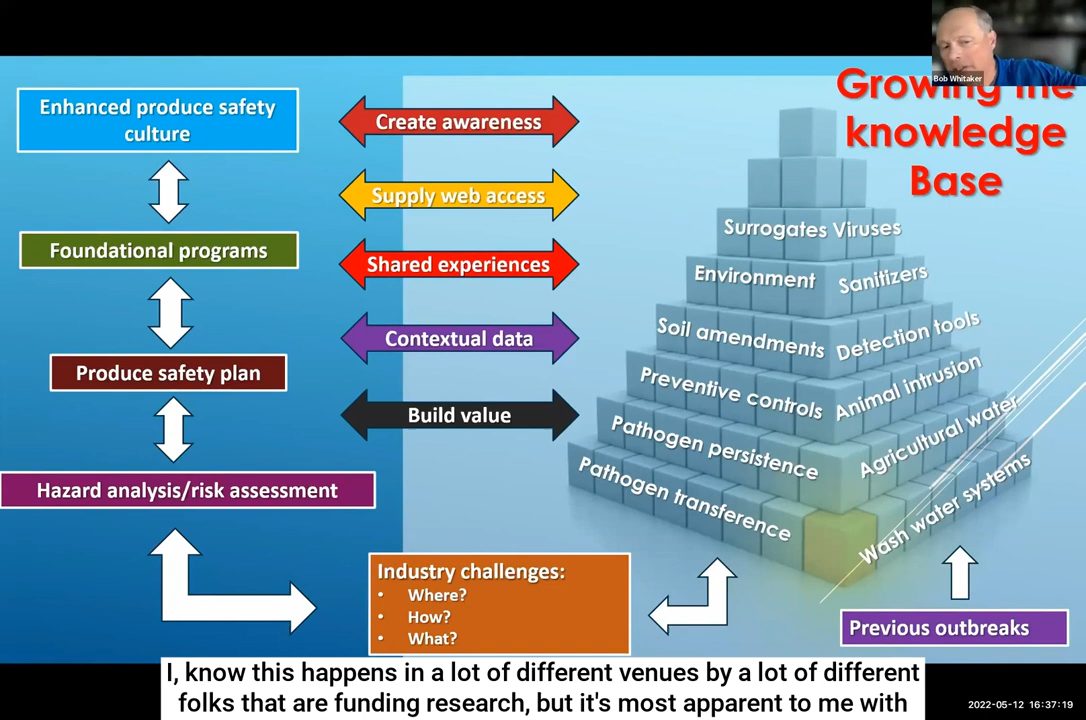 Bob Whitaker
Growing the
knowledge
Base
Enhanced produce safety
culture
Foundational programs
Produce safety plan
Hazard analysis/risk assessment
Create awareness
Supply web access
Shared experiences
Contextual data
Build value
Surrogates Viruses
Environment Sanitizers
Soil amendments Detection tools
Preventive controls Animal intrusion
Pathogen persistence Agricultural water
Pathogen transference Wash water systems
Industry challenges:
• Where?
• How?
• What?
Previous outbreaks
I, know this happens in a lot of different venues by a lot of different
folks that are funding research, but it's most apparent to me with
2022-05-12 16:37:19